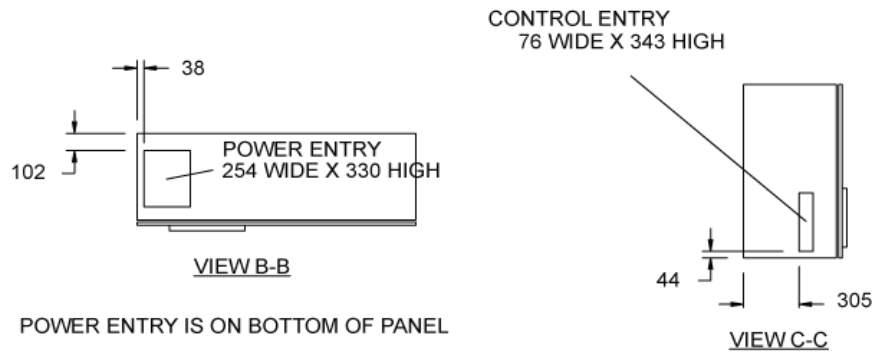 38
102
POWER ENTRY
254 WIDE X 330 HIGH
VIEW B-B
POWER ENTRY IS ON BOTTOM OF PANEL
CONTROL ENTRY
76 WIDE X 343 HIGH
44
305
VIEW C-C